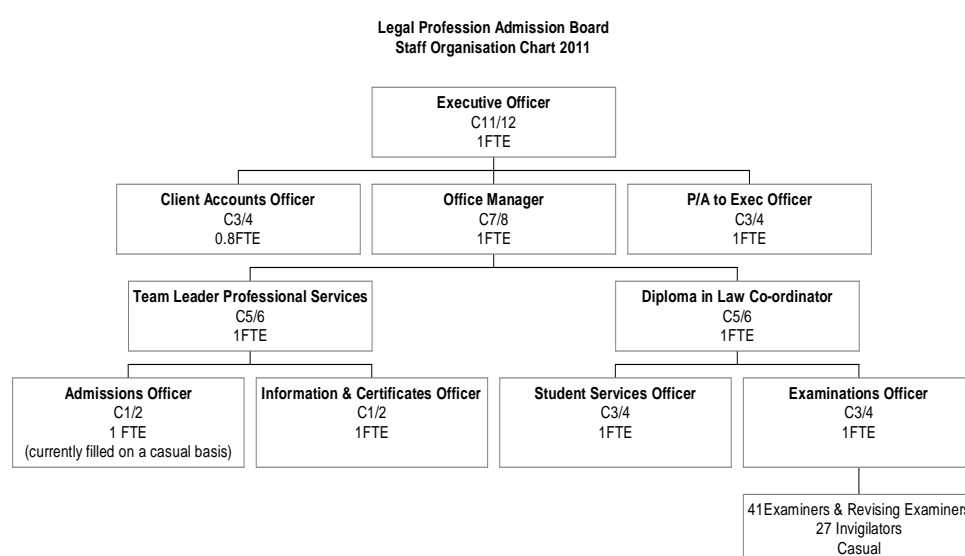 Legal Profession Admission Board
Staff Organisation Chart 2011
Executive Officer
C11/12
1FTE
Client Accounts Officer
C3/4
0.8FTE
Office Manager
C7/8
1FTE
P/A to Exec Officer
C3/4
1FTE
Team Leader Professional Services
C5/6
1FTE
Diploma in Law Co-ordinator
C5/6
1FTE
Admissions Officer
C1/2
1 FTE
(currently filled on a casual basis)
Information & Certificates Officer
C1/2
1FTE
Student Services Officer
C3/4
1FTE
Examinations Officer
C3/4
1FTE
41Examiners & Revising Examiners
27 Invigilators
Casual